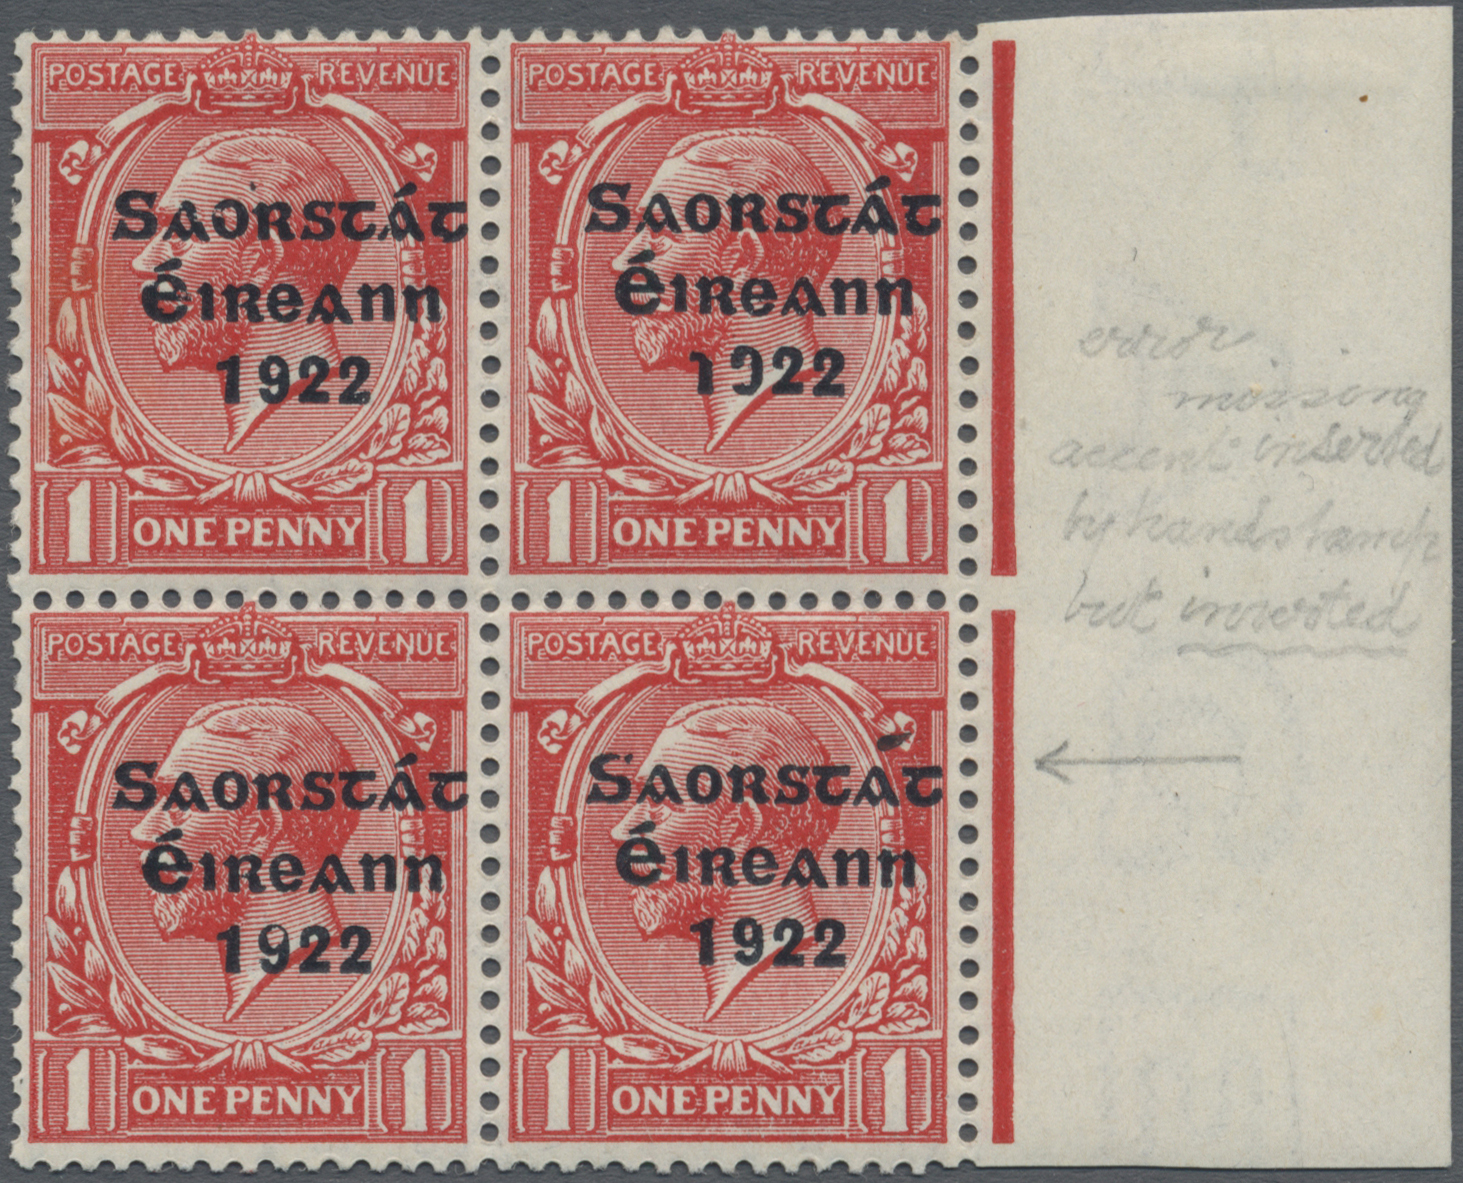 POSTAGE REVENUE
Saorstát
Éireann
1922
1 ONE PENNY 1
POSTAGE REVENUE
Saorstát
Éireann
1922
1 ONE PENNY 1
error
missing
accent inserted
by handstamp
but inverted
POSTAGE REVENUE
Saorstát
Éireann
1922
1 ONE PENNY 1
POSTAGE REVENUE
Saorstát
Éireann
1922
1 ONE PENNY 1